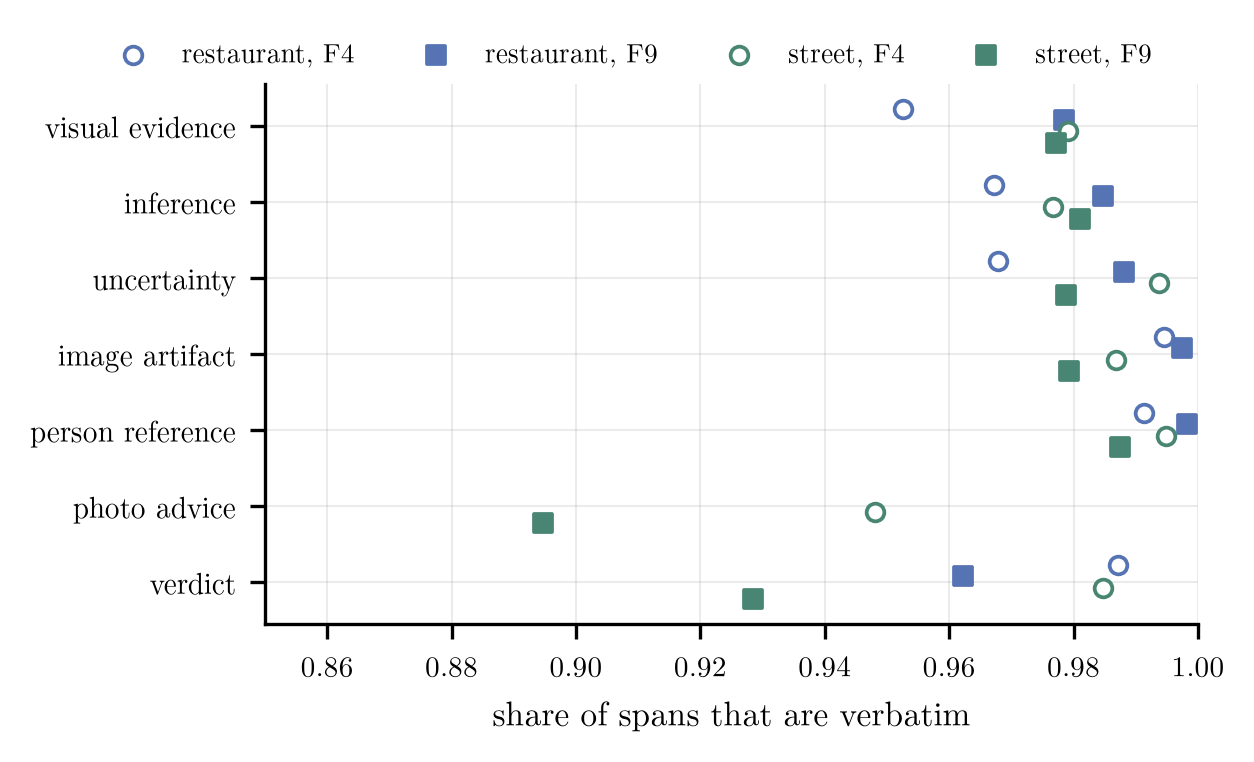 restaurant, F4 restaurant, F9 street, F4 street, F9
visual evidence
inference
uncertainty
image artifact
person reference
photo advice
verdict
0.86 0.88 0.90 0.92 0.94 0.96 0.98 1.00
share of spans that are verbatim